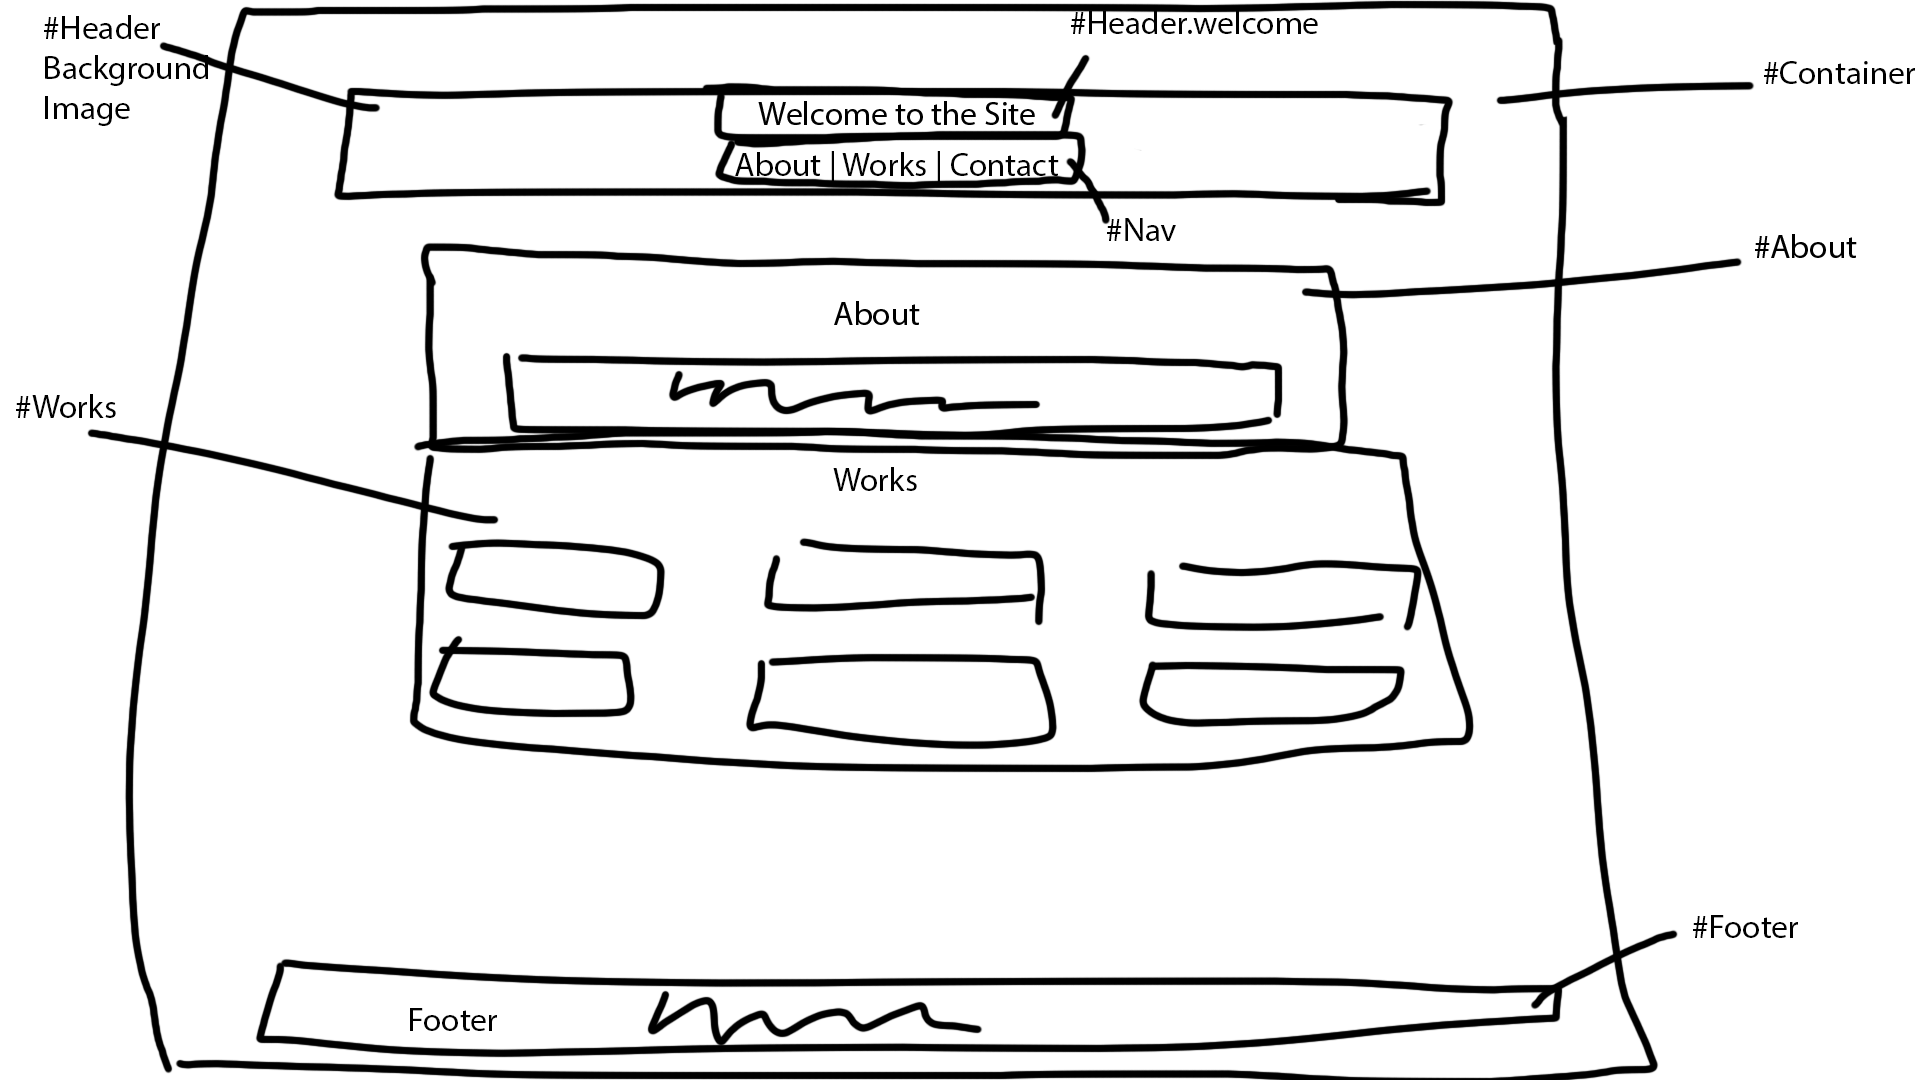 #Header
Background
Image
#Header.welcome
#Container
Welcome to the Site
About | Works | Contact
#Nav
#About
About
#Works
Works
#Footer
Footer